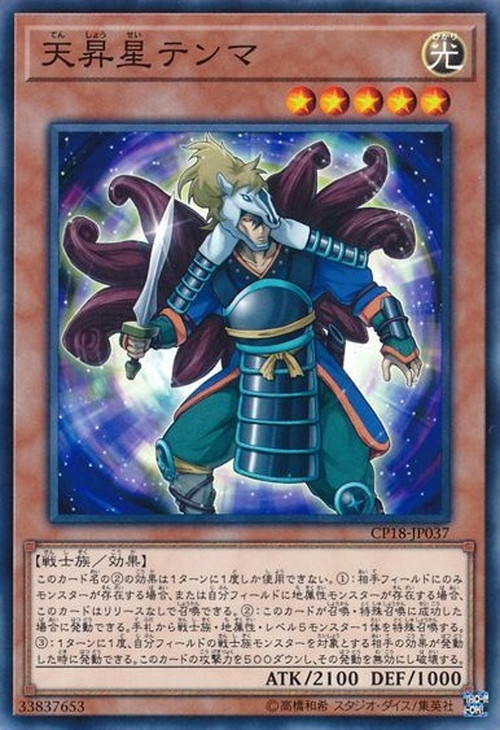 天昇星テンマ
光
CP18-JP037
【戦士族／効果】
このカード名の②の効果は１ターンに１度しか使用できない。①：相手フィールドにのみ
モンスターが存在する場合、または自分フィールドに地属性モンスターが存在する場合、
このカードはリリースなしで召喚できる。②：このカードが召喚・特殊召喚に成功した
場合に発動できる。手札から戦士族・地属性・レベル５モンスター１体を特殊召喚する。
③：１ターンに１度、自分フィールドの戦士族モンスターを対象とする相手の効果が発動
した時に発動できる。このカードの攻撃力を５００ダウンし、その発動を無効にし破壊する。
ATK/2100 DEF/1000
33837653 ©高橋和希 スタジオ・ダイス/集英社